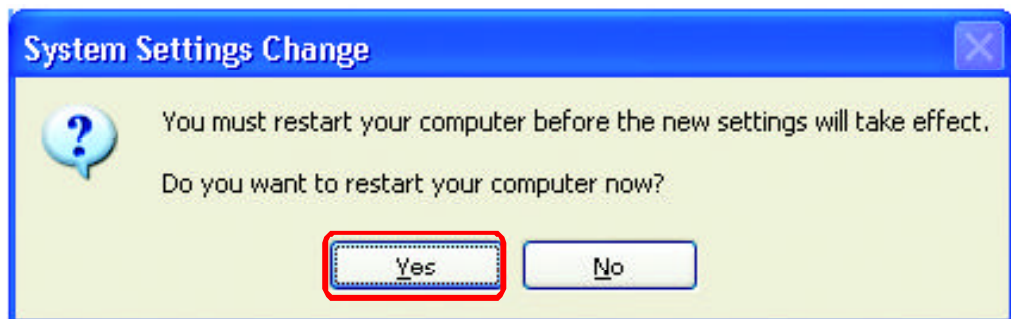 System Settings Change
You must restart your computer before the new settings will take effect.
Do you want to restart your computer now?
Yes
No